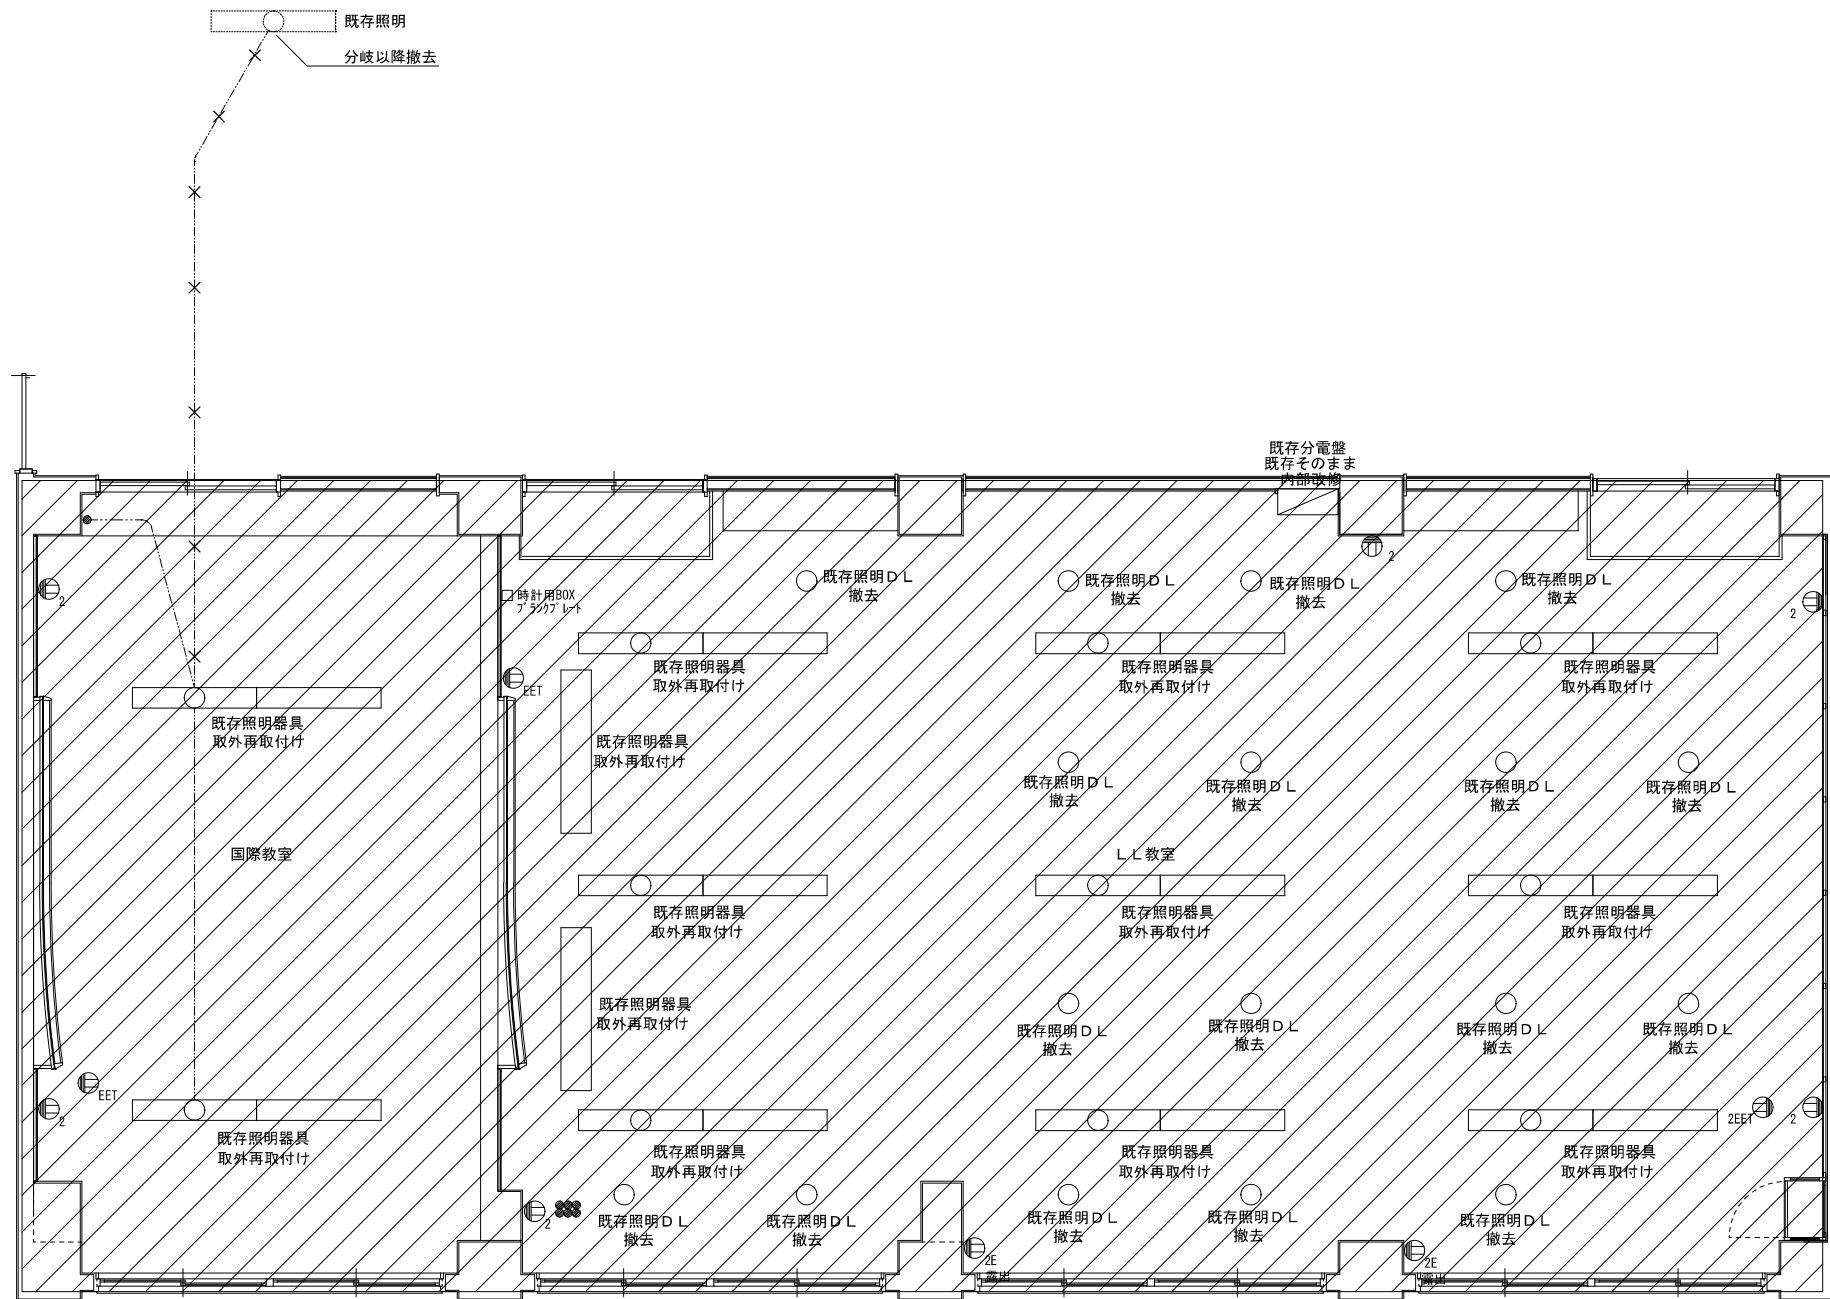 既存照明
分岐以降撤去
既存分電盤
既存そのまま
内部改修
2
2
時計用BOX
ﾌﾞﾗﾝｸﾌﾟﾚｰﾄ
既存照明ＤＬ
撤去
既存照明ＤＬ
撤去
既存照明ＤＬ
撤去
既存照明ＤＬ
撤去
2
既存照明器具
取外再取付け
既存照明器具
取外再取付け
既存照明器具
取外再取付け
EET
既存照明器具
取外再取付け
既存照明器具
取外再取付け
既存照明ＤＬ
撤去
既存照明ＤＬ
撤去
既存照明ＤＬ
撤去
既存照明ＤＬ
撤去
国際教室
ＬＬ教室
既存照明器具
取外再取付け
既存照明器具
取外再取付け
既存照明器具
取外再取付け
既存照明器具
取外再取付け
既存照明ＤＬ
撤去
既存照明ＤＬ
撤去
既存照明ＤＬ
撤去
既存照明ＤＬ
撤去
EET
2
2EET
2
既存照明器具
取外再取付け
既存照明器具
取外再取付け
既存照明器具
取外再取付け
既存照明器具
取外再取付け
2
既存照明ＤＬ
撤去
既存照明ＤＬ
撤去
既存照明ＤＬ
撤去
既存照明ＤＬ
撤去
既存照明ＤＬ
撤去
2E
露出
2E
露出